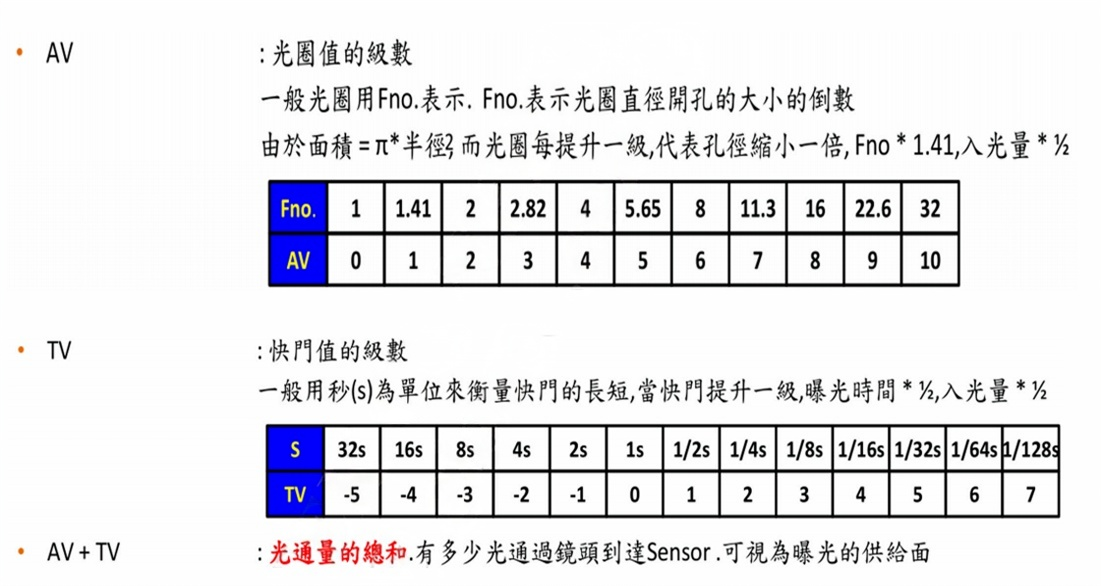 • AV : 光圈值的級數
一般光圈用Fno.表示. Fno.表示光圈直徑開孔的大小的倒數
由於面積 = π*半徑², 而光圈每提升一級,代表孔徑縮小一倍, Fno * 1.41,入光量 * ½
Fno. 1 1.41 2 2.82 4 5.65 8 11.3 16 22.6 32
AV 0 1 2 3 4 5 6 7 8 9 10
• TV : 快門值的級數
一般用秒(s)為單位來衡量快門的長短,當快門提升一級,曝光時間 * ½,入光量 * ½
S 32s 16s 8s 4s 2s 1s 1/2s 1/4s 1/8s 1/16s 1/32s 1/64s 1/128s
TV -5 -4 -3 -2 -1 0 1 2 3 4 5 6 7
• AV + TV : 光通量的總和.有多少光通過鏡頭到達Sensor .可視為曝光的供給面